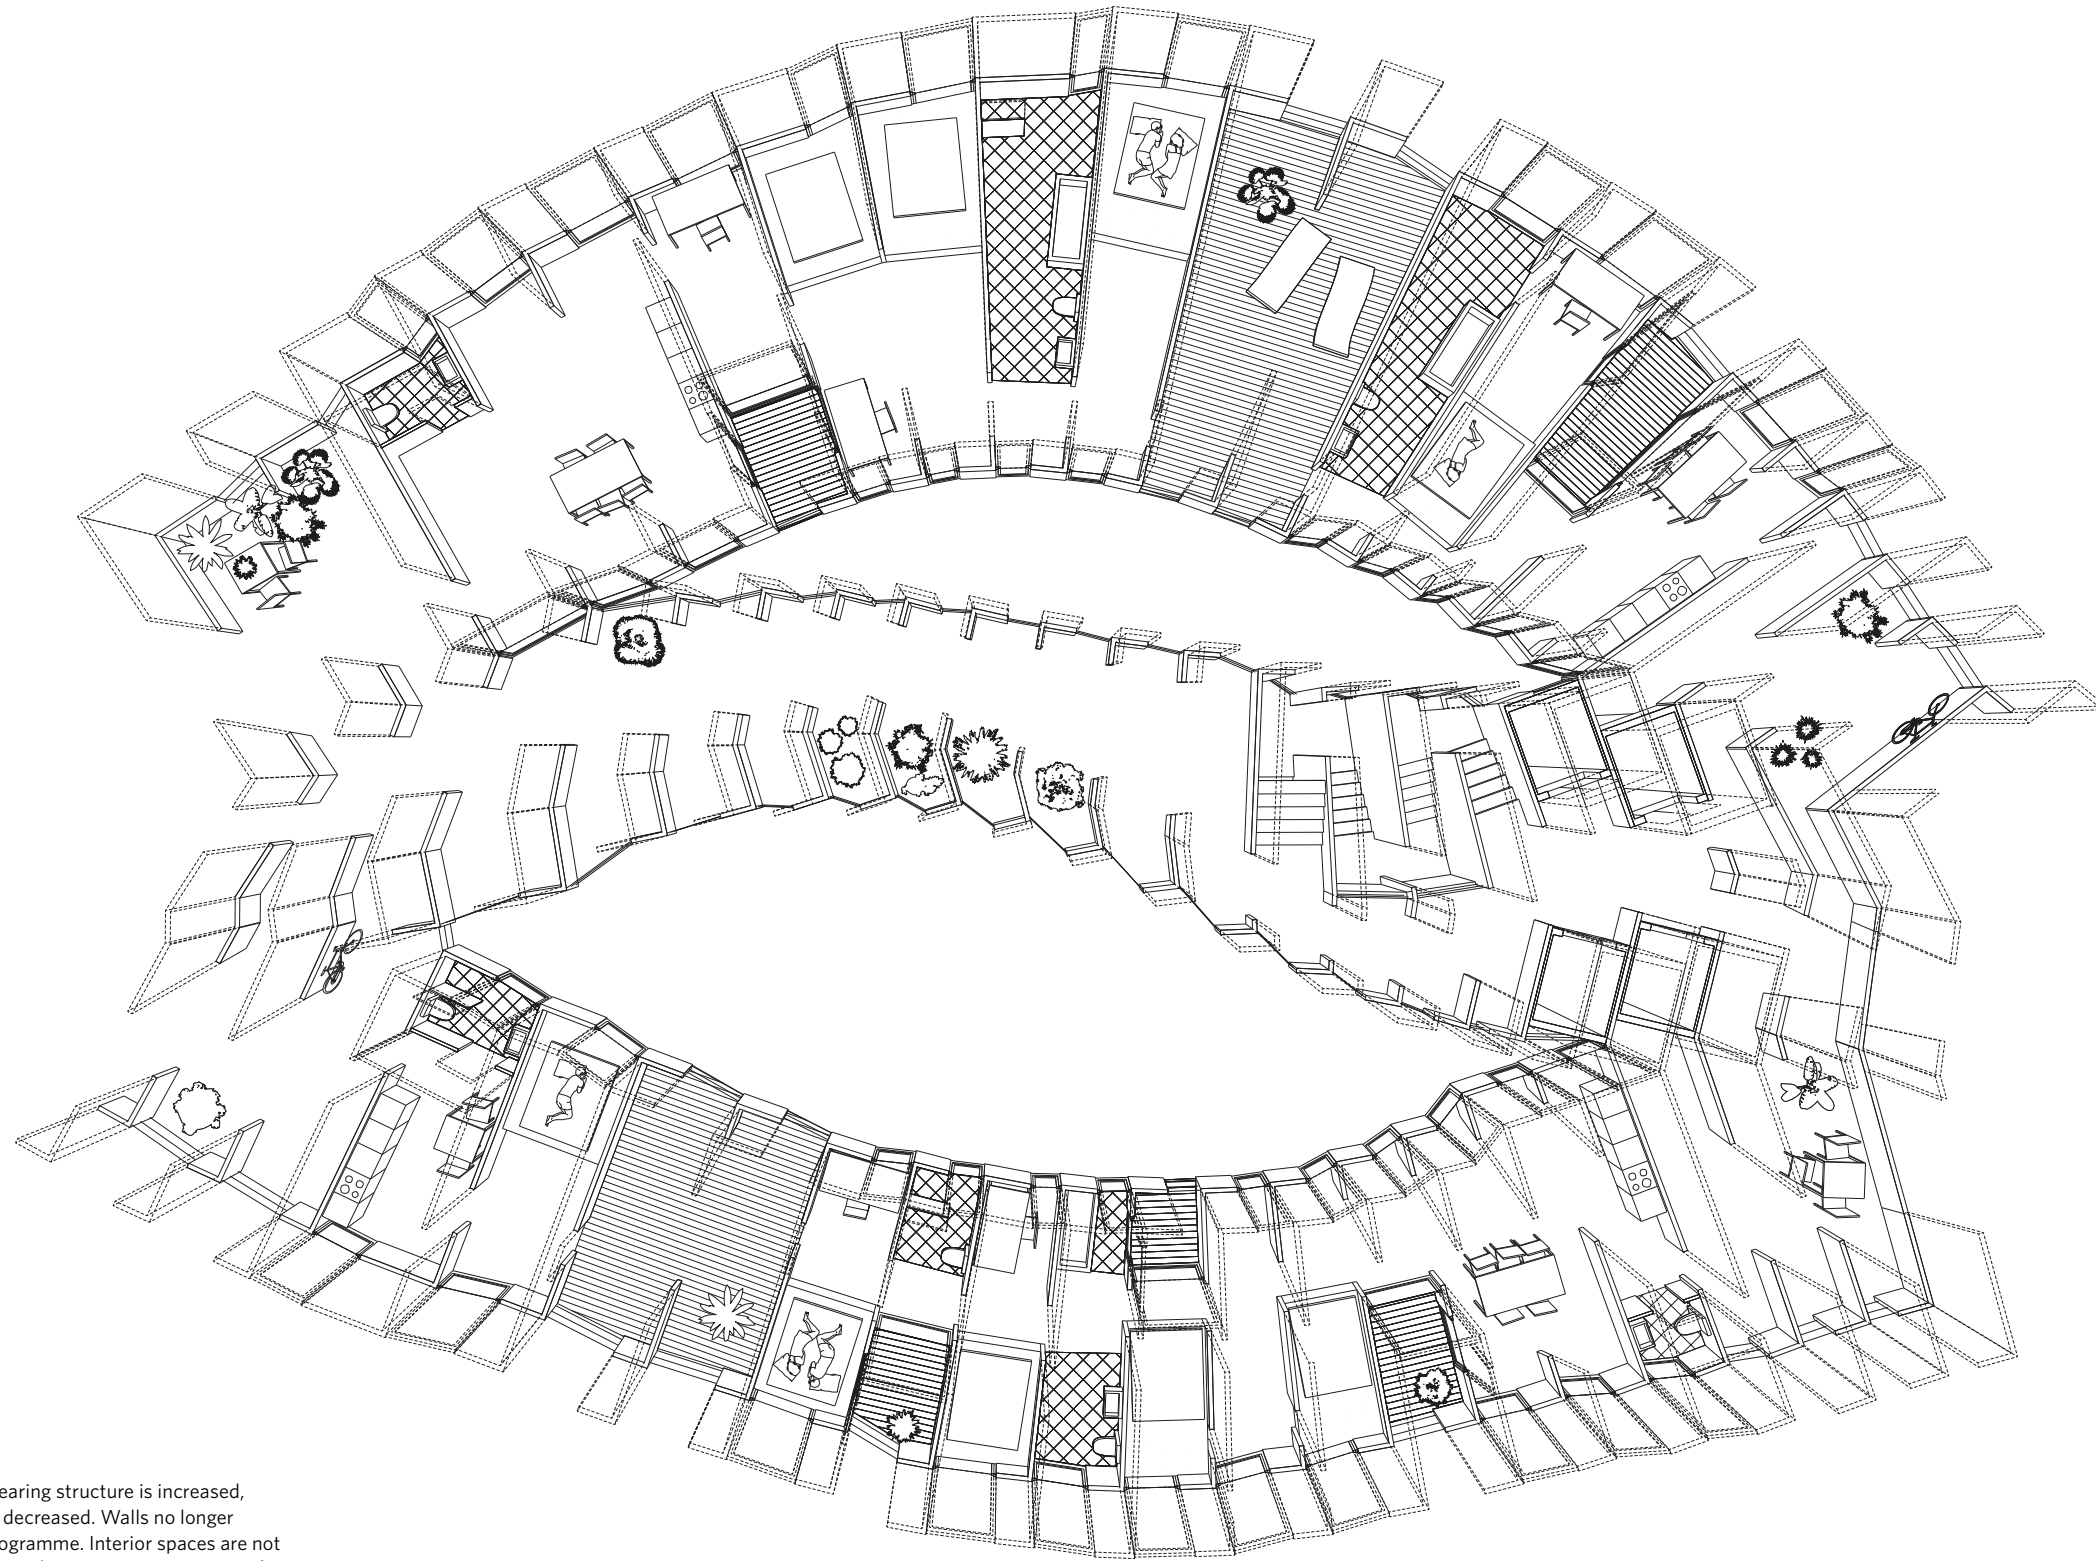 earing structure is increased,
decreased. Walls no longer
ogramme. Interior spaces are not